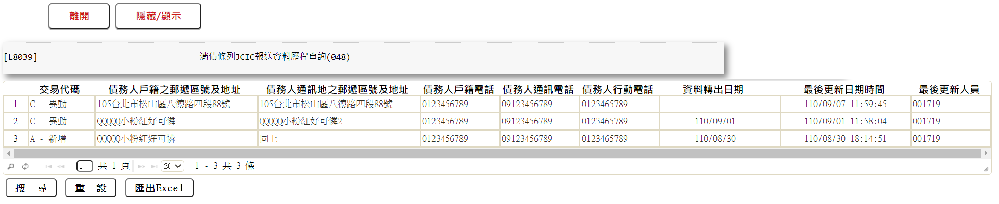 離開 隱藏/顯示
[L8039] 消債條列JCIC報送資料歷程查詢(048)
交易代碼 債務人戶籍之郵遞區號及地址 債務人通訊地之郵遞區號及地址 債務人戶籍電話 債務人通訊電話 債務人行動電話 資料轉出日期 最後更新日期時間 最後更新人員
1 C - 異動 105台北市松山區八德路四段88號 105台北市松山區八德路四段88號 0123456789 09123456789 0123465789 110/09/07 11:59:45 001719
2 C - 異動 QQQQQ小粉紅好可憐 QQQQQ小粉紅好可憐2 0123456789 09123456789 0123465789 110/09/01 110/09/01 11:58:04 001719
3 A - 新增 QQQQQ小粉紅好可憐 同上 0123456789 09123456789 0123465789 110/08/30 110/08/30 18:14:51 001719
1 共 1 頁 20 1 - 3 共 3 條
搜 尋 重 設 匯出Excel